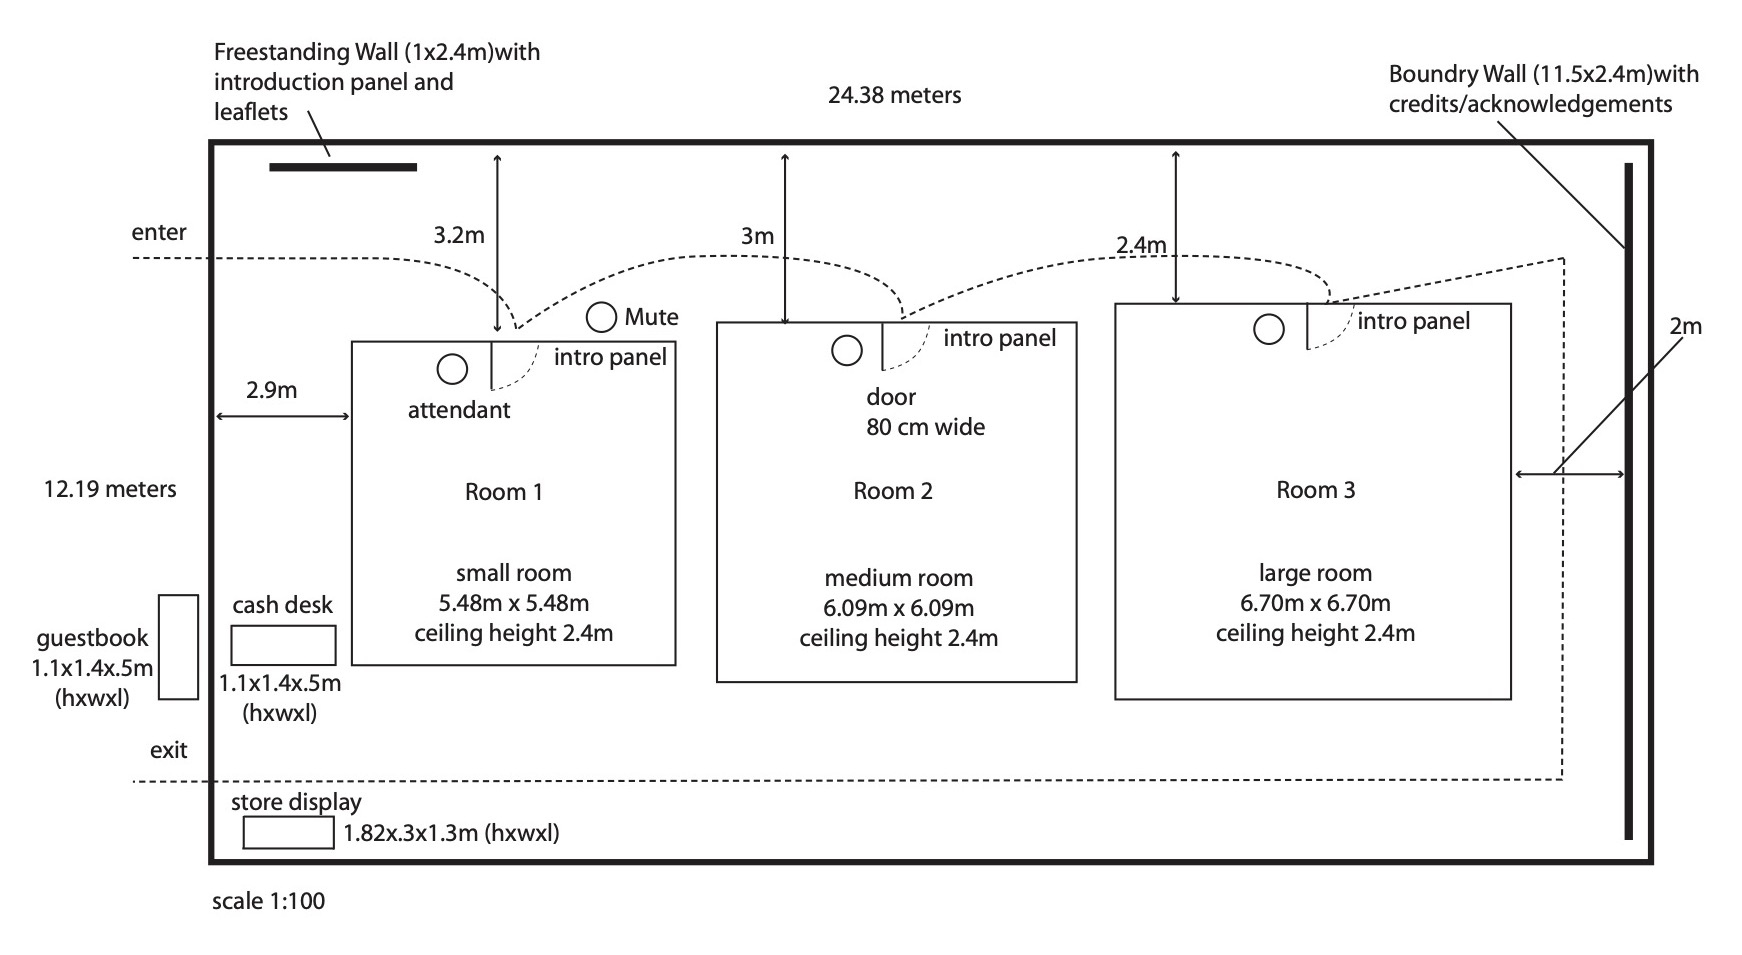 Freestanding Wall (1x2.4m)with
introduction panel and
leaflets
24.38 meters
Boundry Wall (11.5x2.4m)with
credits/acknowledgements
enter
3.2m
3m
2.4m
Mute
intro panel
intro panel
intro panel
2m
2.9m
attendant
door
80 cm wide
12.19 meters
Room 1
Room 2
Room 3
small room
5.48m x 5.48m
ceiling height 2.4m
medium room
6.09m x 6.09m
ceiling height 2.4m
large room
6.70m x 6.70m
ceiling height 2.4m
guestbook
1.1x1.4x.5m
(hxwxl)
cash desk
1.1x1.4x.5m
(hxwxl)
exit
store display
1.82x.3x1.3m (hxwxl)
scale 1:100